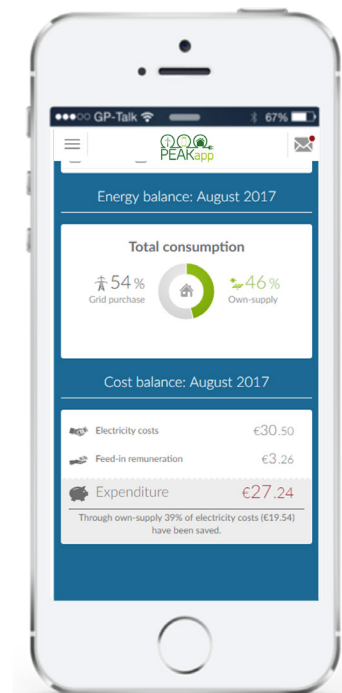 GP-Talk 67%
PEAKapp
Energy balance: August 2017
Total consumption
54% 46%
Grid purchase Own-supply
Cost balance: August 2017
Electricity costs €30.50
Feed-in remuneration €3.26
Expenditure €27.24
Through own-supply 39% of electricity costs (€19.54)
have been saved.